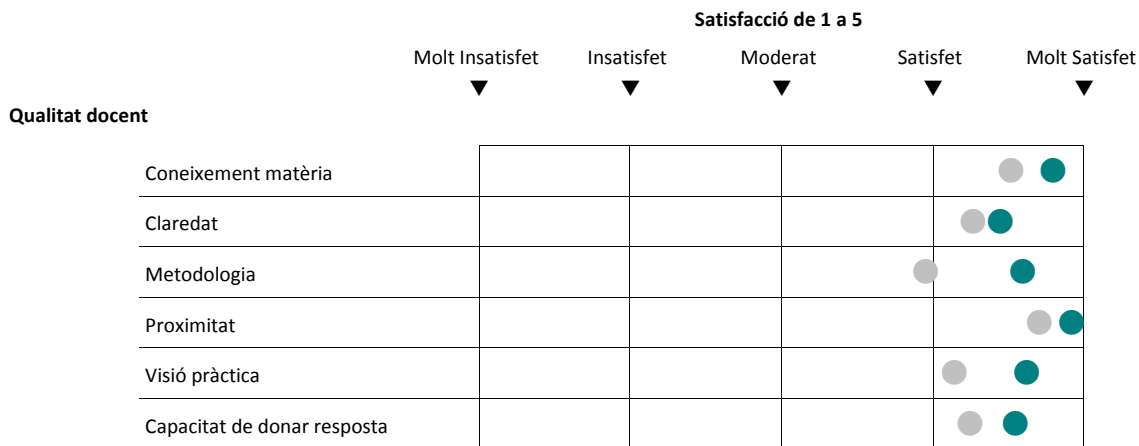 Satisfacció de 1 a 5
Molt Insatisfet Insatisfet Moderat Satisfet Molt Satisfet
Qualitat docent
Coneixement matèria
Claredat
Metodologia
Proximitat
Visió pràctica
Capacitat de donar resposta